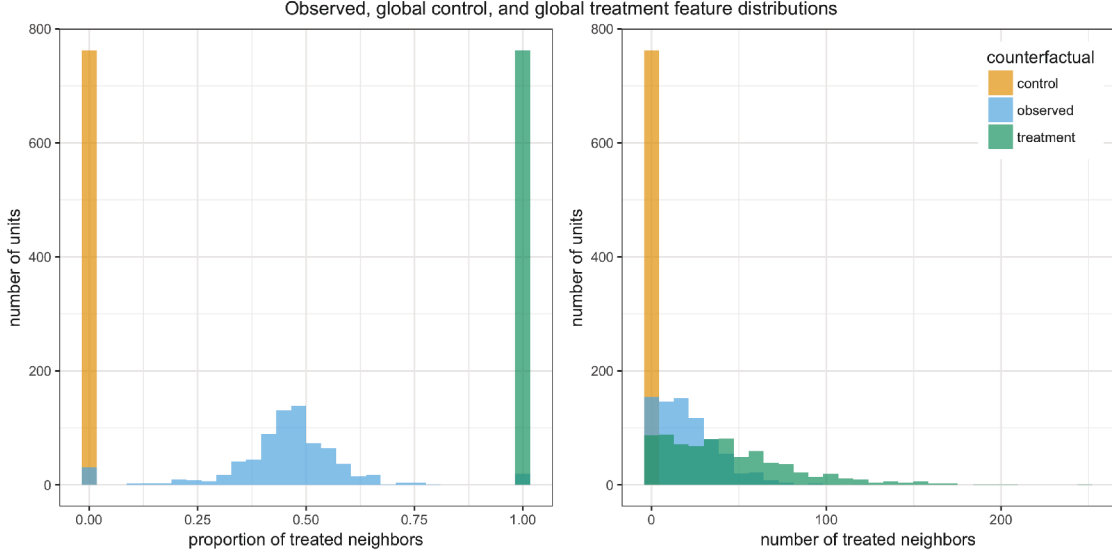 Observed, global control, and global treatment feature distributions
800
600
400
200
0
number of units
0.00
0.25
0.50
0.75
1.00
proportion of treated neighbors
800
600
400
200
0
number of units
0
100
200
number of treated neighbors
counterfactual
control
observed
treatment